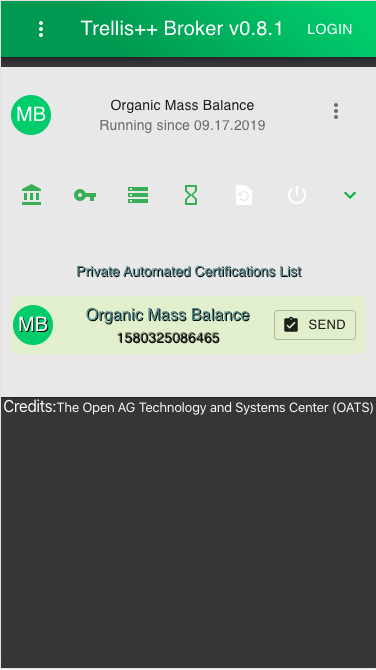 Trellis++ Broker v0.8.1 LOGIN
MB
Organic Mass Balance
Running since 09.17.2019
Private Automated Certifications List
MB
Organic Mass Balance
1580325086465
SEND
Credits:The Open AG Technology and Systems Center (OATS)